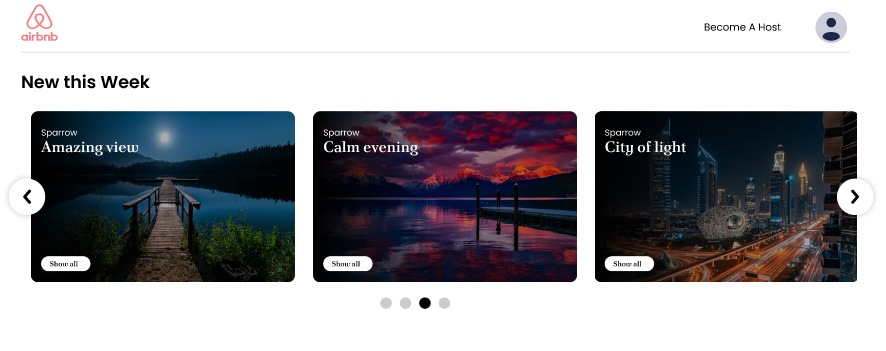 airbnb
Become A Host
New this Week
Sparrow
Amazing view
Show all
Sparrow
Calm evening
Show all
Sparrow
City of light
Show all